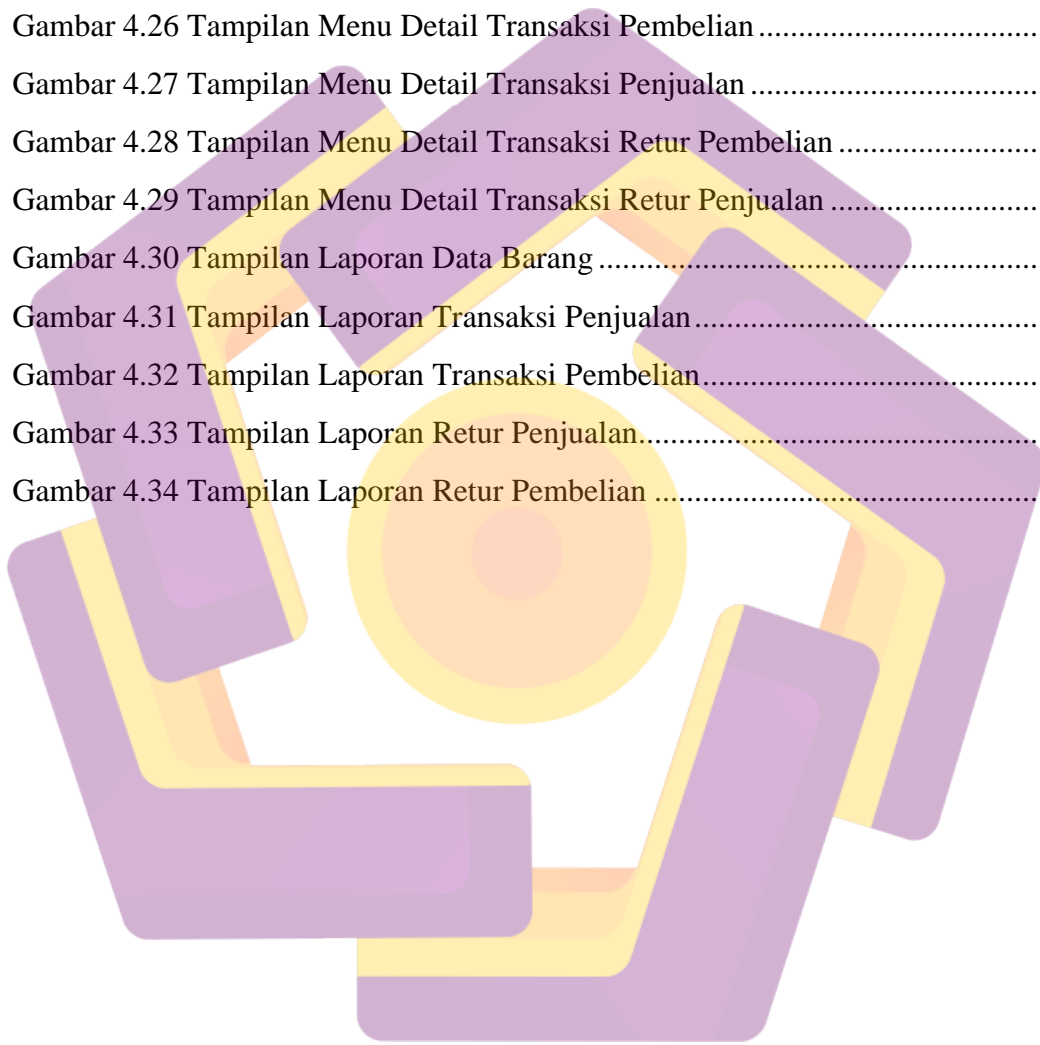 Gambar 4.26 Tampilan Menu Detail Transaksi Pembelian ....................................
Gambar 4.27 Tampilan Menu Detail Transaksi Penjualan .....................................
Gambar 4.28 Tampilan Menu Detail Transaksi Retur Pembelian .........................
Gambar 4.29 Tampilan Menu Detail Transaksi Retur Penjualan ..........................
Gambar 4.30 Tampilan Laporan Data Barang ........................................................
Gambar 4.31 Tampilan Laporan Transaksi Penjualan............................................
Gambar 4.32 Tampilan Laporan Transaksi Pembelian...........................................
Gambar 4.33 Tampilan Laporan Retur Penjualan...................................................
Gambar 4.34 Tampilan Laporan Retur Pembelian .................................................